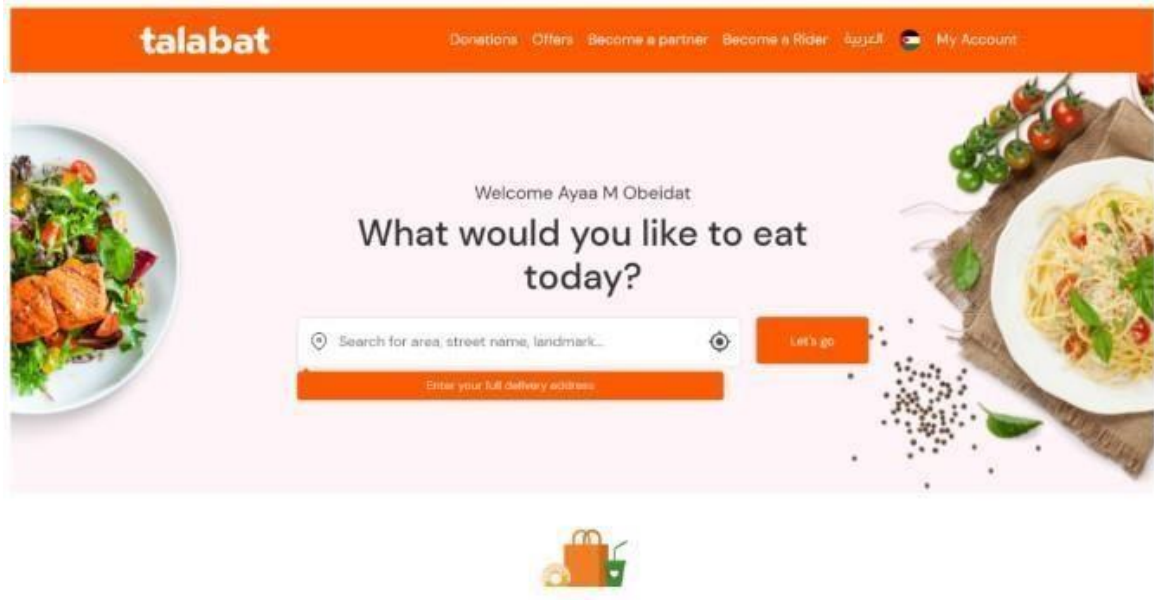 talabat
Donations Offers Become a partner Become a Rider العربية My Account
Welcome Ayaa M Obeidat
What would you like to eat
today?
Search for area, street name, landmark...
Let's go
Enter your full delivery address